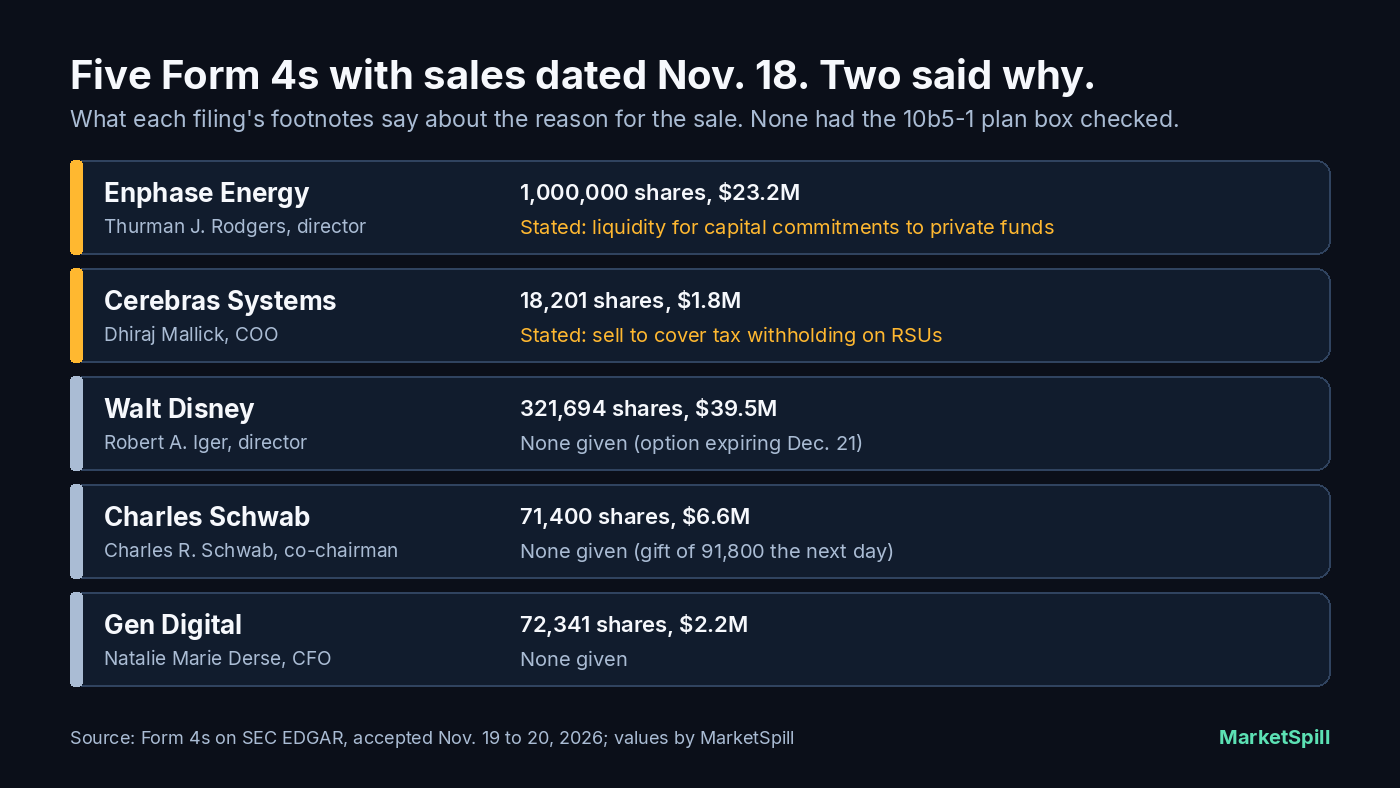 Five Form 4s with sales dated Nov. 18. Two said why.
What each filing's footnotes say about the reason for the sale. None had the 10b5-1 plan box checked.
Enphase Energy
Thurman J. Rodgers, director
1,000,000 shares, $23.2M
Stated: liquidity for capital commitments to private funds
Cerebras Systems
Dhiraj Mallick, COO
18,201 shares, $1.8M
Stated: sell to cover tax withholding on RSUs
Walt Disney
Robert A. Iger, director
321,694 shares, $39.5M
None given (option expiring Dec. 21)
Charles Schwab
Charles R. Schwab, co-chairman
71,400 shares, $6.6M
None given (gift of 91,800 the next day)
Gen Digital
Natalie Marie Derse, CFO
72,341 shares, $2.2M
None given
Source: Form 4s on SEC EDGAR, accepted Nov. 19 to 20, 2026; values by MarketSpill
MarketSpill